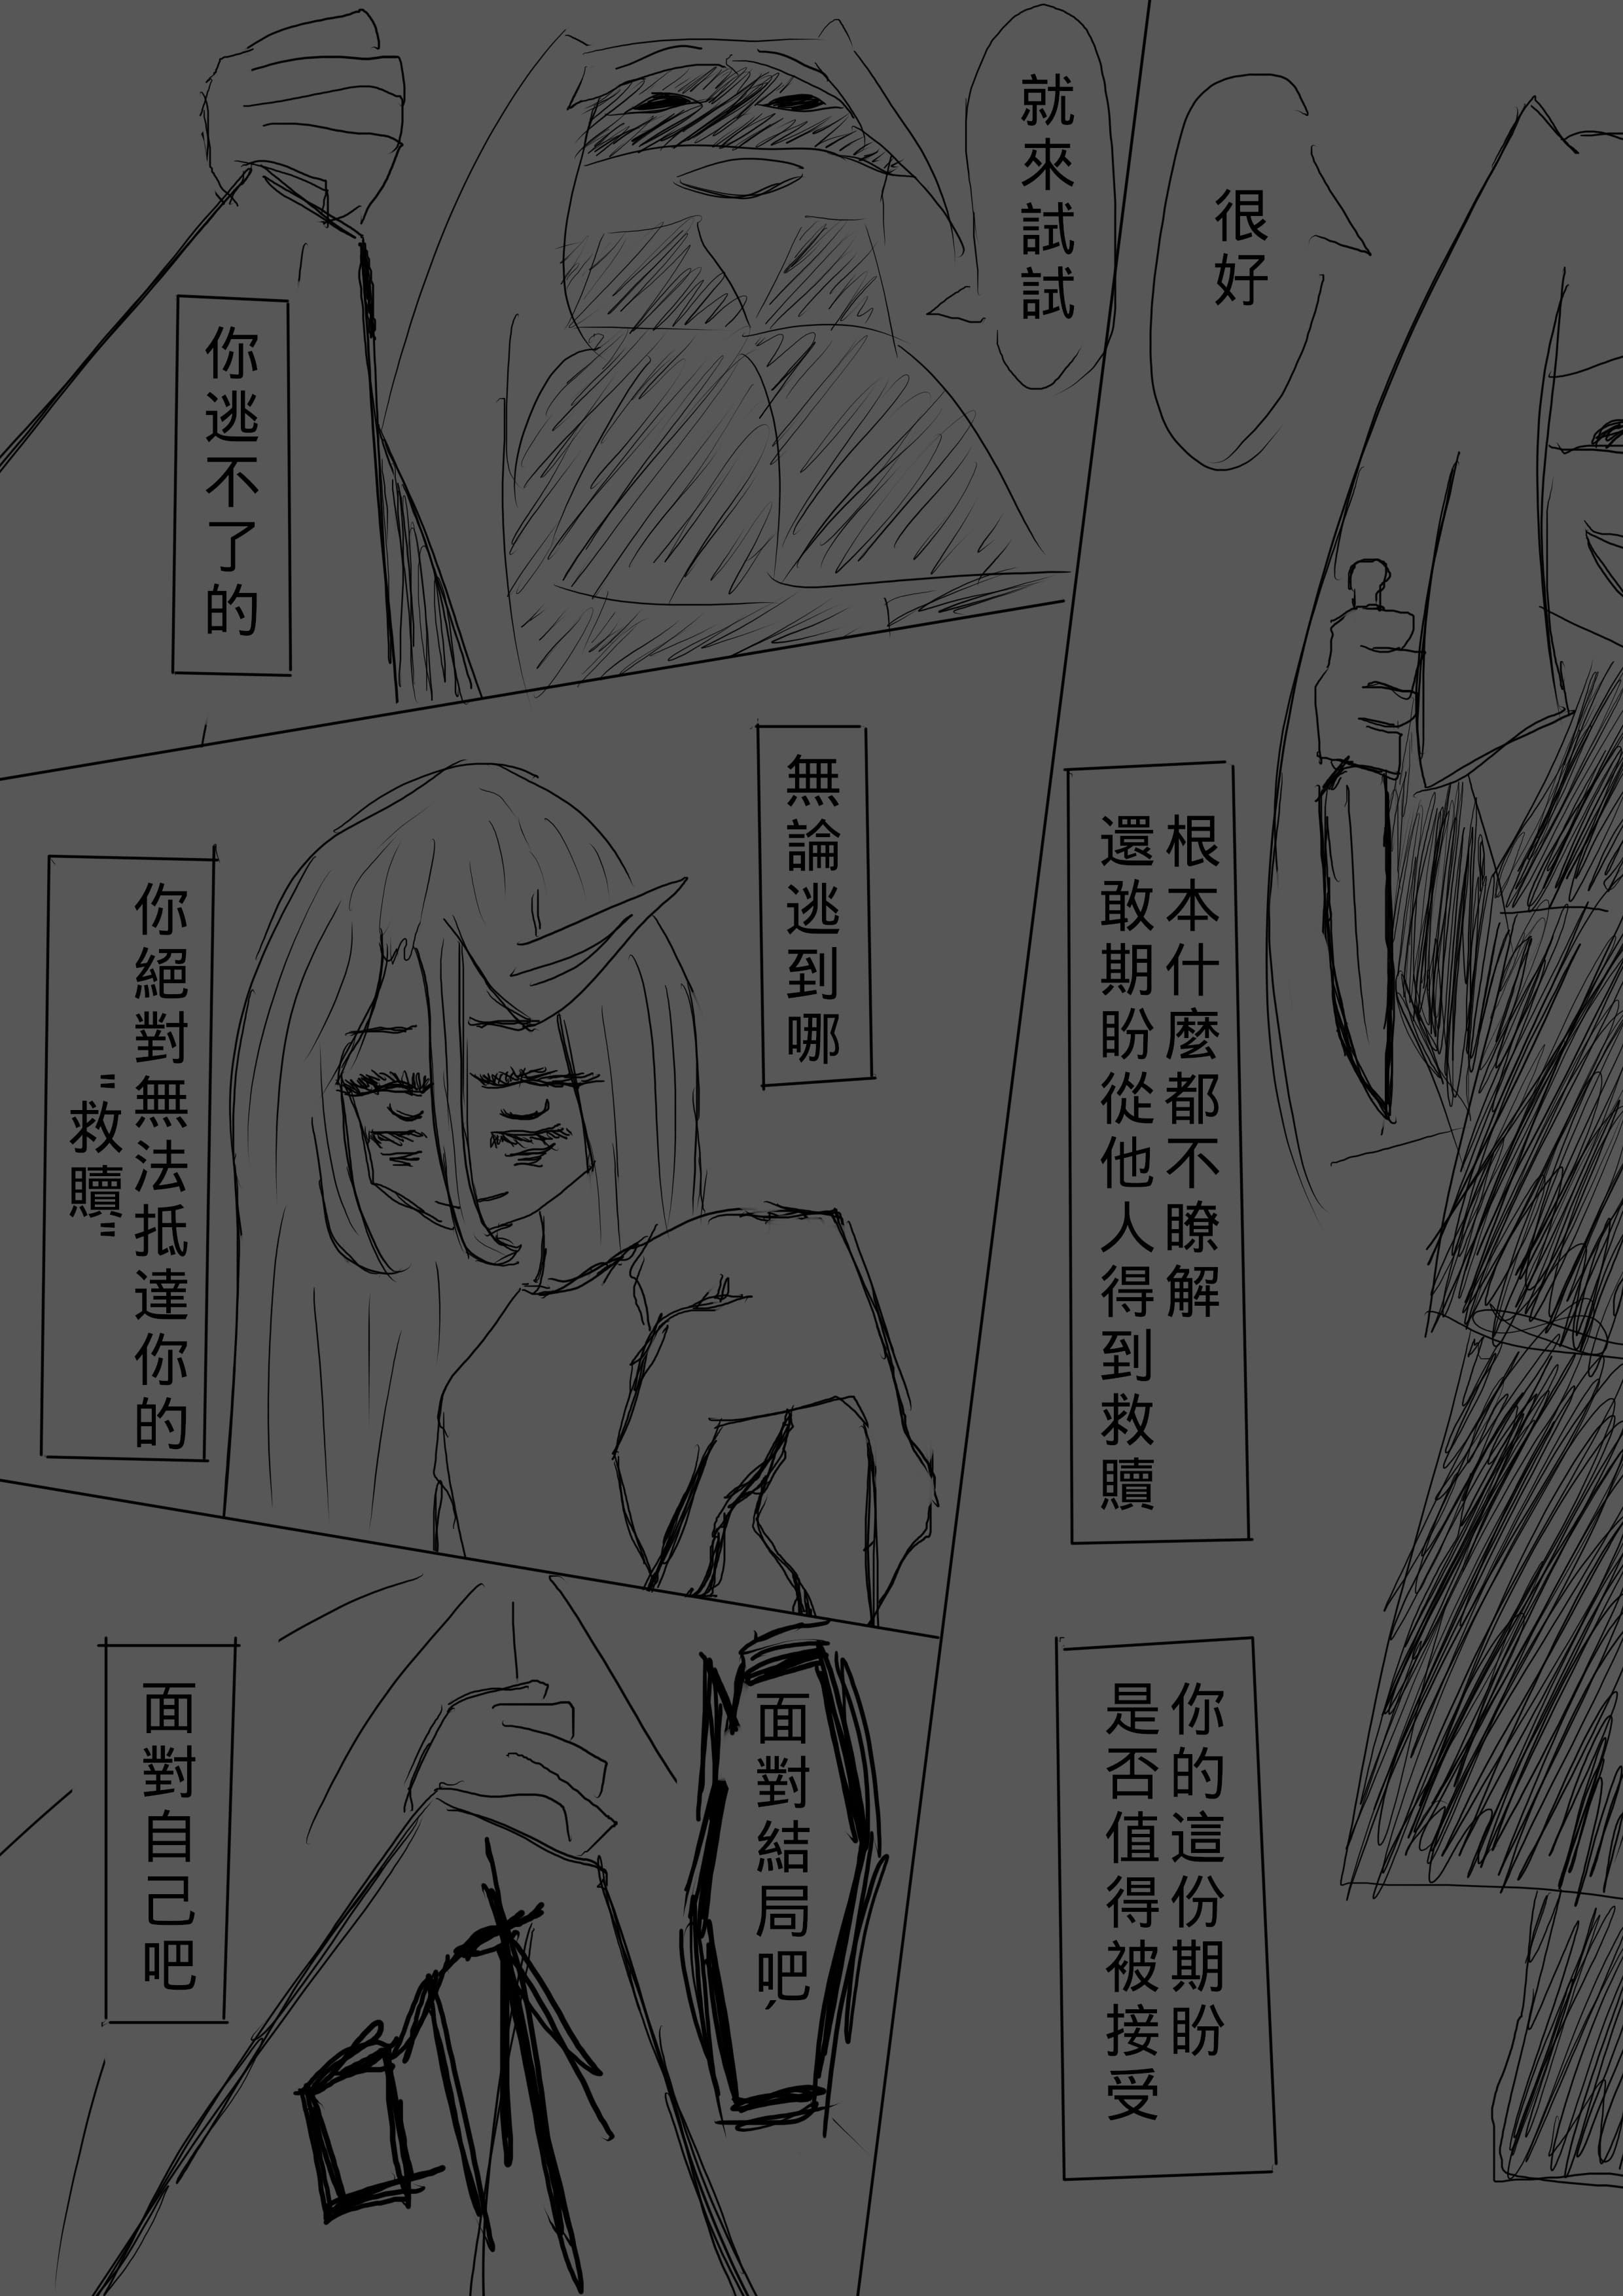 很好
根本什麼都不瞭解
還敢期盼從他人得到救贖
你的這份期盼
是否值得被接受
就來試試
你逃不了的
無論逃到哪
你絕對無法抵達你的
"救贖"
面對結局吧，
面對自己吧